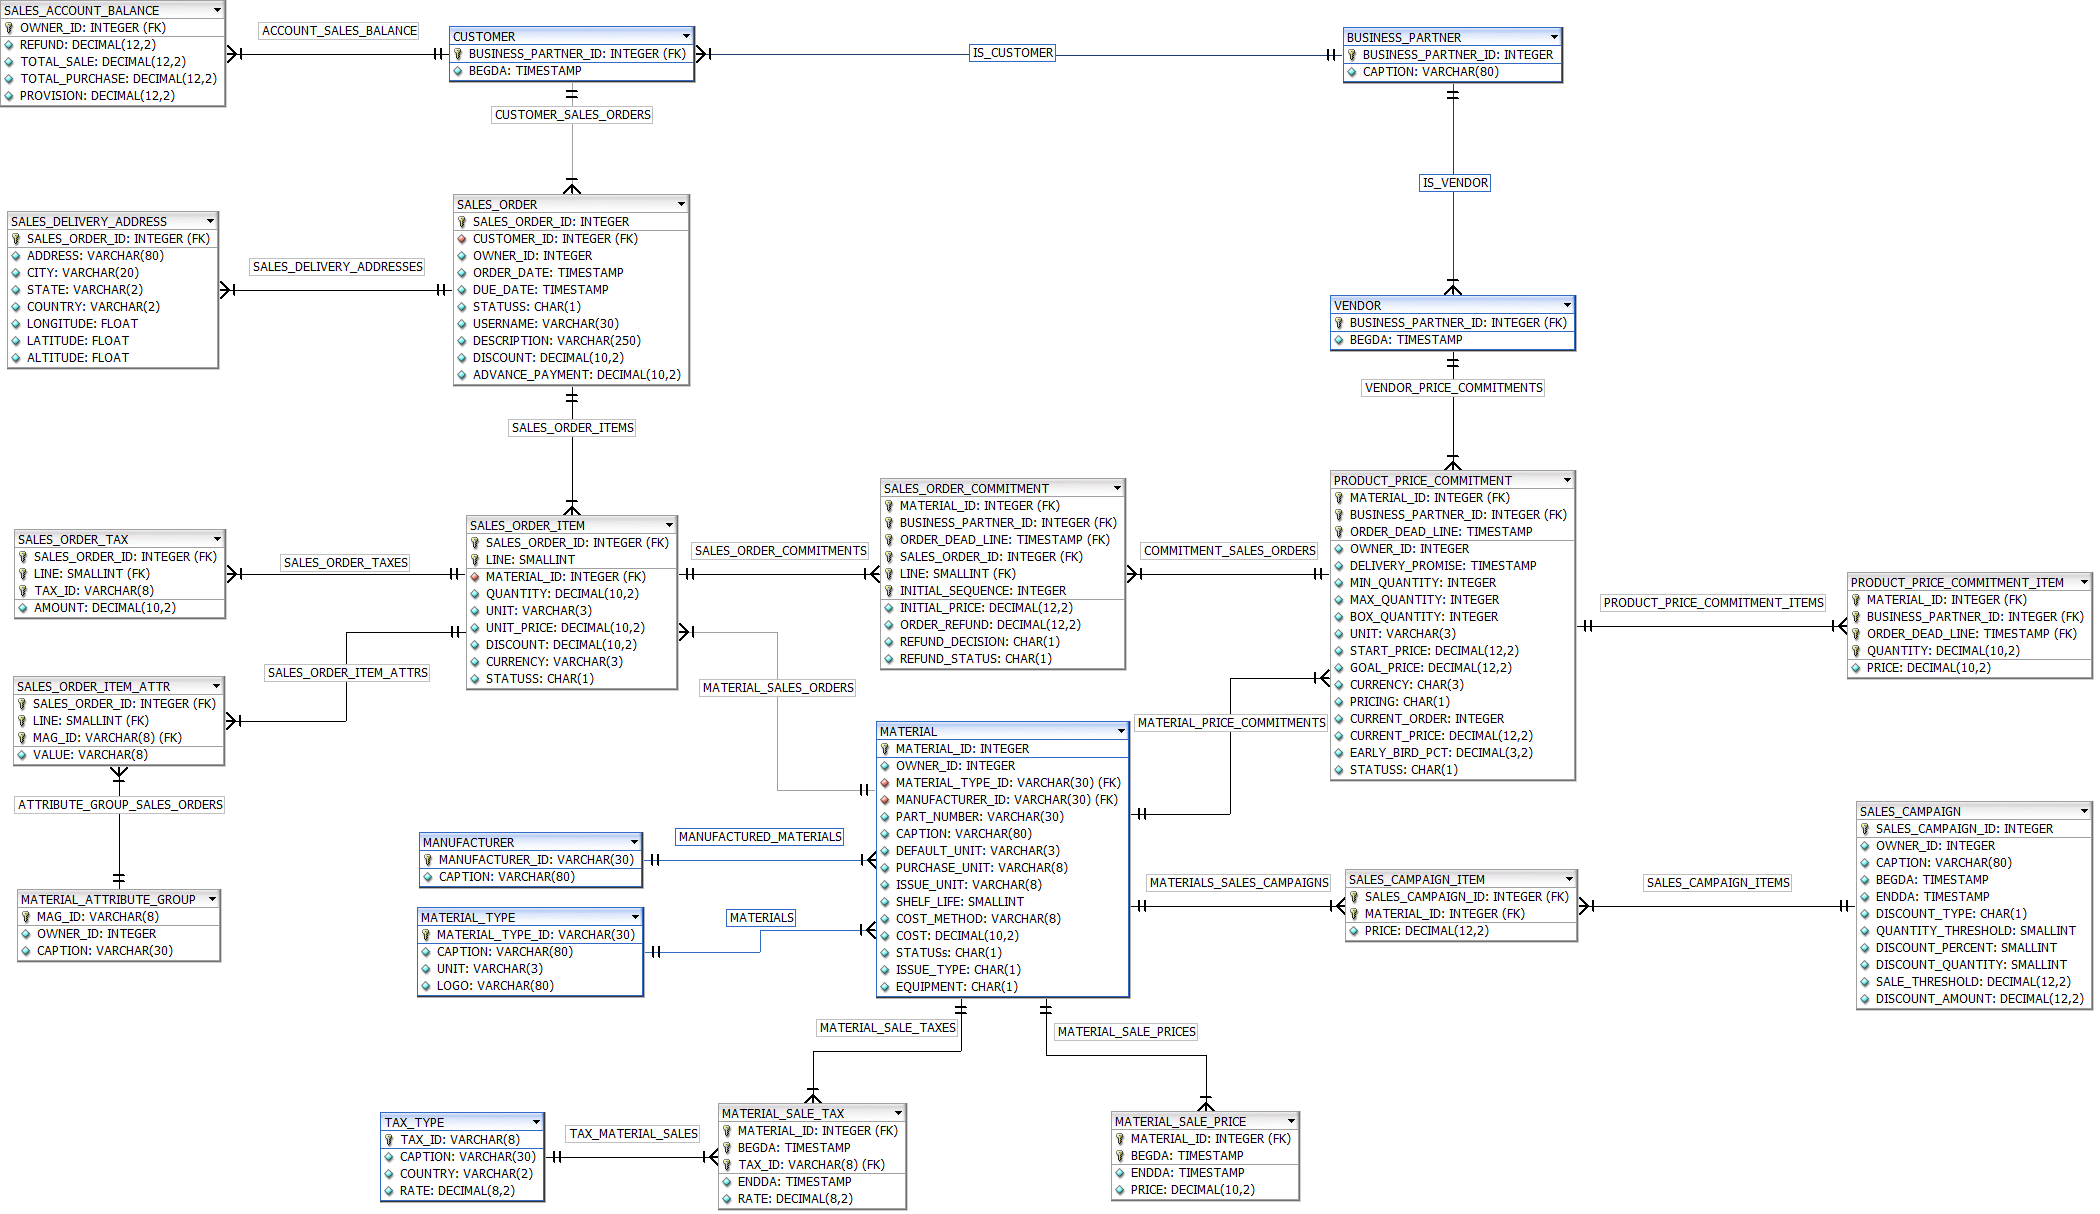 SALES_ACCOUNT_BALANCE
OWNER_ID: INTEGER (FK)
REFUND: DECIMAL(12,2)
TOTAL_SALE: DECIMAL(12,2)
TOTAL_PURCHASE: DECIMAL(12,2)
PROVISION: DECIMAL(12,2)
ACCOUNT_SALES_BALANCE
CUSTOMER
BUSINESS_PARTNER_ID: INTEGER (FK)
BEGDA: TIMESTAMP
IS_CUSTOMER
BUSINESS_PARTNER
BUSINESS_PARTNER_ID: INTEGER
CAPTION: VARCHAR(80)
CUSTOMER_SALES_ORDERS
IS_VENDOR
SALES_DELIVERY_ADDRESS
SALES_ORDER_ID: INTEGER (FK)
ADDRESS: VARCHAR(80)
CITY: VARCHAR(20)
STATE: VARCHAR(2)
COUNTRY: VARCHAR(2)
LONGITUDE: FLOAT
LATITUDE: FLOAT
ALTITUDE: FLOAT
SALES_DELIVERY_ADDRESSES
SALES_ORDER
SALES_ORDER_ID: INTEGER
CUSTOMER_ID: INTEGER (FK)
OWNER_ID: INTEGER
ORDER_DATE: TIMESTAMP
DUE_DATE: TIMESTAMP
STATUSS: CHAR(1)
USERNAME: VARCHAR(30)
DESCRIPTION: VARCHAR(250)
DISCOUNT: DECIMAL(10,2)
ADVANCE_PAYMENT: DECIMAL(10,2)
VENDOR
BUSINESS_PARTNER_ID: INTEGER (FK)
BEGDA: TIMESTAMP
VENDOR_PRICE_COMMITMENTS
SALES_ORDER_ITEMS
SALES_ORDER_TAX
SALES_ORDER_ID: INTEGER (FK)
LINE: SMALLINT (FK)
TAX_ID: VARCHAR(8)
AMOUNT: DECIMAL(10,2)
SALES_ORDER_TAXES
SALES_ORDER_ITEM
SALES_ORDER_ID: INTEGER (FK)
LINE: SMALLINT
MATERIAL_ID: INTEGER (FK)
QUANTITY: DECIMAL(10,2)
UNIT: VARCHAR(3)
UNIT_PRICE: DECIMAL(10,2)
DISCOUNT: DECIMAL(10,2)
CURRENCY: VARCHAR(3)
STATUSS: CHAR(1)
SALES_ORDER_COMMITMENTS
SALES_ORDER_COMMITMENT
MATERIAL_ID: INTEGER (FK)
BUSINESS_PARTNER_ID: INTEGER (FK)
ORDER_DEAD_LINE: TIMESTAMP (FK)
SALES_ORDER_ID: INTEGER (FK)
LINE: SMALLINT (FK)
INITIAL_SEQUENCE: INTEGER
INITIAL_PRICE: DECIMAL(12,2)
ORDER_REFUND: DECIMAL(12,2)
REFUND_DECISION: CHAR(1)
REFUND_STATUS: CHAR(1)
COMMITMENT_SALES_ORDERS
PRODUCT_PRICE_COMMITMENT
MATERIAL_ID: INTEGER (FK)
BUSINESS_PARTNER_ID: INTEGER (FK)
ORDER_DEAD_LINE: TIMESTAMP
OWNER_ID: INTEGER
DELIVERY_PROMISE: TIMESTAMP
MIN_QUANTITY: INTEGER
MAX_QUANTITY: INTEGER
BOX_QUANTITY: INTEGER
UNIT: VARCHAR(3)
START_PRICE: DECIMAL(12,2)
GOAL_PRICE: DECIMAL(12,2)
CURRENCY: CHAR(3)
PRICING: CHAR(1)
CURRENT_ORDER: INTEGER
CURRENT_PRICE: DECIMAL(12,2)
EARLY_BIRD_PCT: DECIMAL(3,2)
STATUSS: CHAR(1)
PRODUCT_PRICE_COMMITMENT_ITEMS
PRODUCT_PRICE_COMMITMENT_ITEM
MATERIAL_ID: INTEGER (FK)
BUSINESS_PARTNER_ID: INTEGER (FK)
ORDER_DEAD_LINE: TIMESTAMP (FK)
QUANTITY: DECIMAL(10,2)
PRICE: DECIMAL(10,2)
SALES_ORDER_ITEM_ATTRS
SALES_ORDER_ITEM_ATTR
SALES_ORDER_ID: INTEGER (FK)
LINE: SMALLINT (FK)
MAG_ID: VARCHAR(8) (FK)
VALUE: VARCHAR(8)
MATERIAL_SALES_ORDERS
MATERIAL_PRICE_COMMITMENTS
ATTRIBUTE_GROUP_SALES_ORDERS
MATERIAL
MATERIAL_ID: INTEGER
OWNER_ID: INTEGER
MATERIAL_TYPE_ID: VARCHAR(30) (FK)
MANUFACTURER_ID: VARCHAR(30) (FK)
PART_NUMBER: VARCHAR(30)
CAPTION: VARCHAR(80)
DEFAULT_UNIT: VARCHAR(3)
PURCHASE_UNIT: VARCHAR(8)
ISSUE_UNIT: VARCHAR(8)
SHELF_LIFE: SMALLINT
COST_METHOD: VARCHAR(8)
COST: DECIMAL(10,2)
STATUSs: CHAR(1)
ISSUE_TYPE: CHAR(1)
EQUIPMENT: CHAR(1)
MANUFACTURER
MANUFACTURER_ID: VARCHAR(30)
CAPTION: VARCHAR(80)
MANUFACTURED_MATERIALS
MATERIAL_ATTRIBUTE_GROUP
MAG_ID: VARCHAR(8)
OWNER_ID: INTEGER
CAPTION: VARCHAR(30)
MATERIAL_TYPE
MATERIAL_TYPE_ID: VARCHAR(30)
CAPTION: VARCHAR(80)
UNIT: VARCHAR(3)
LOGO: VARCHAR(80)
MATERIALS
MATERIALS_SALES_CAMPAIGNS
SALES_CAMPAIGN_ITEM
SALES_CAMPAIGN_ID: INTEGER (FK)
MATERIAL_ID: INTEGER (FK)
PRICE: DECIMAL(12,2)
SALES_CAMPAIGN_ITEMS
SALES_CAMPAIGN
SALES_CAMPAIGN_ID: INTEGER
OWNER_ID: INTEGER
CAPTION: VARCHAR(80)
BEGDA: TIMESTAMP
ENDDA: TIMESTAMP
DISCOUNT_TYPE: CHAR(1)
QUANTITY_THRESHOLD: SMALLINT
DISCOUNT_PERCENT: SMALLINT
DISCOUNT_QUANTITY: SMALLINT
SALE_THRESHOLD: DECIMAL(12,2)
DISCOUNT_AMOUNT: DECIMAL(12,2)
MATERIAL_SALE_TAXES
MATERIAL_SALE_PRICES
TAX_TYPE
TAX_ID: VARCHAR(8)
CAPTION: VARCHAR(30)
COUNTRY: VARCHAR(2)
RATE: DECIMAL(8,2)
TAX_MATERIAL_SALES
MATERIAL_SALE_TAX
MATERIAL_ID: INTEGER (FK)
BEGDA: TIMESTAMP
TAX_ID: VARCHAR(8) (FK)
ENDDA: TIMESTAMP
RATE: DECIMAL(8,2)
MATERIAL_SALE_PRICE
MATERIAL_ID: INTEGER (FK)
BEGDA: TIMESTAMP
ENDDA: TIMESTAMP
PRICE: DECIMAL(10,2)